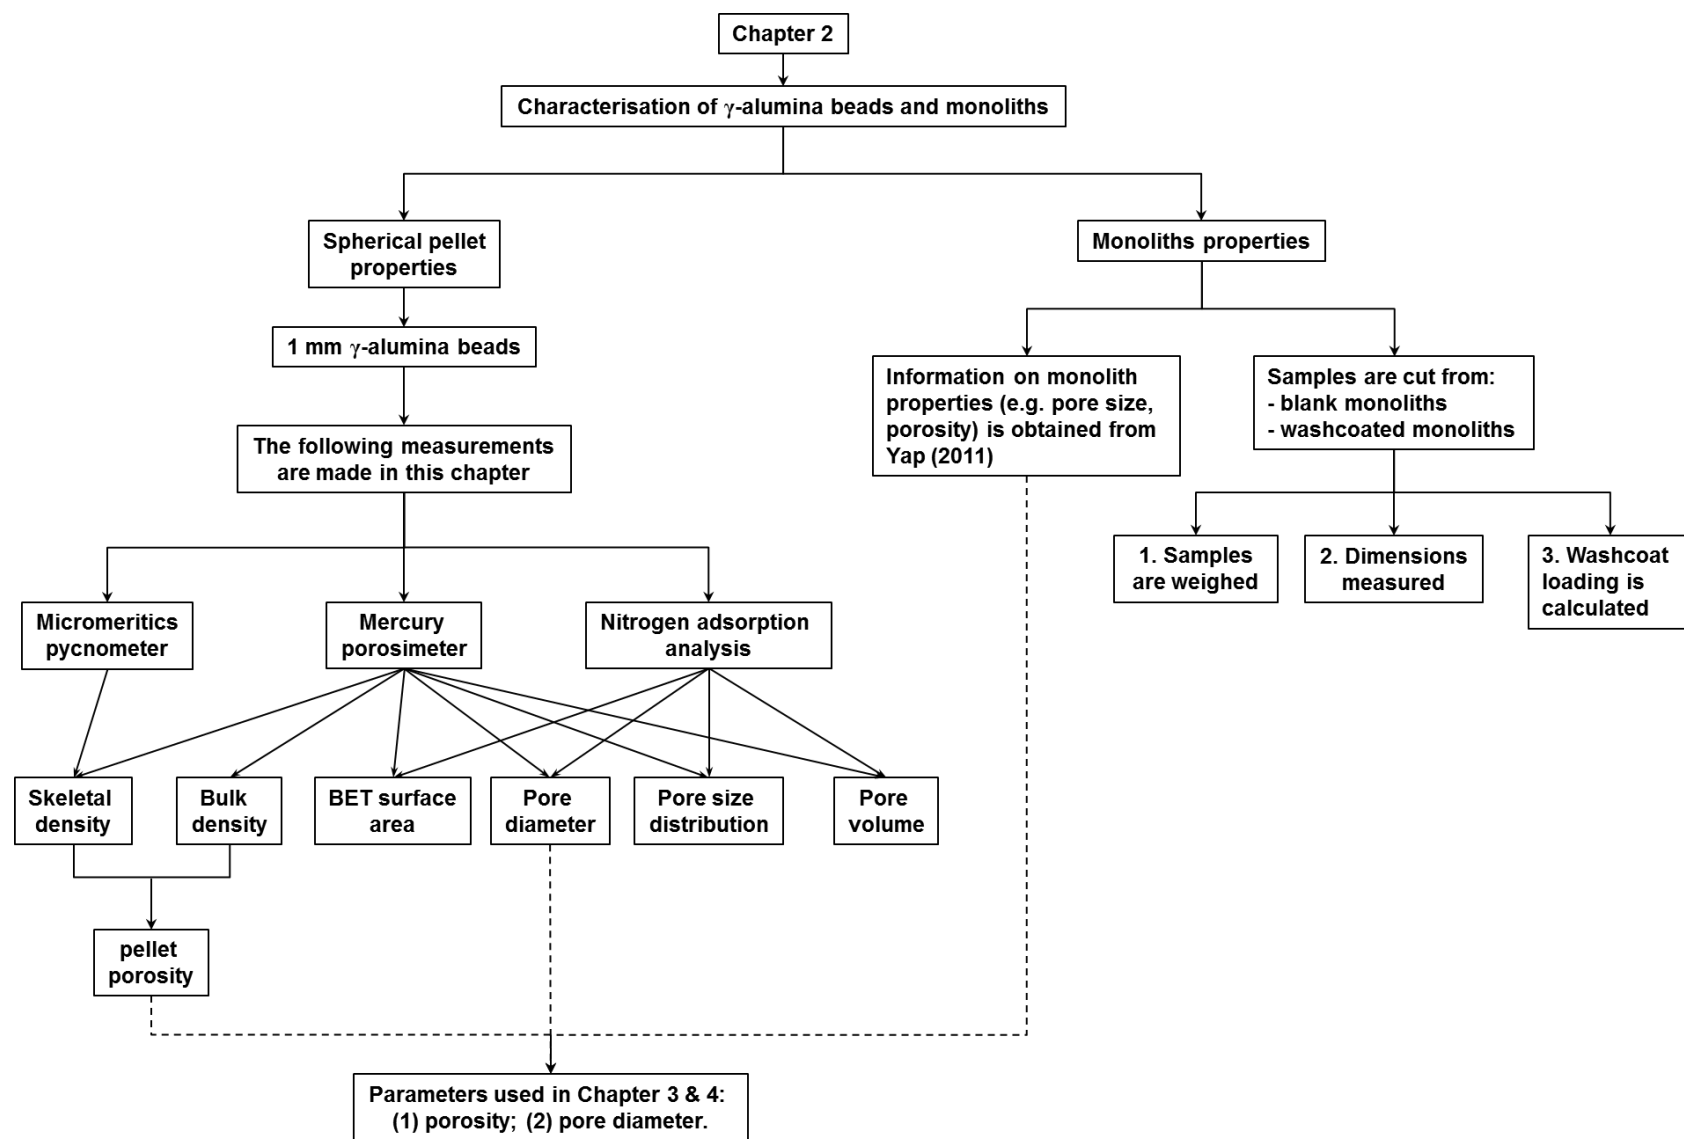 Chapter 2
Characterisation of γ-alumina beads and monoliths
Spherical pellet
properties
Monoliths properties
1 mm γ-alumina beads
Information on monolith
properties (e.g. pore size,
porosity) is obtained from
Yap (2011)
Samples are cut from:
- blank monoliths
- washcoated monoliths
The following measurements
are made in this chapter
1. Samples
are weighed
2. Dimensions
measured
3. Washcoat
loading is
calculated
Micromeritics
pycnometer
Mercury
porosimeter
Nitrogen adsorption
analysis
Skeletal
density
Bulk
density
BET surface
area
Pore
diameter
Pore size
distribution
Pore
volume
pellet
porosity
Parameters used in Chapter 3 & 4:
(1) porosity; (2) pore diameter.